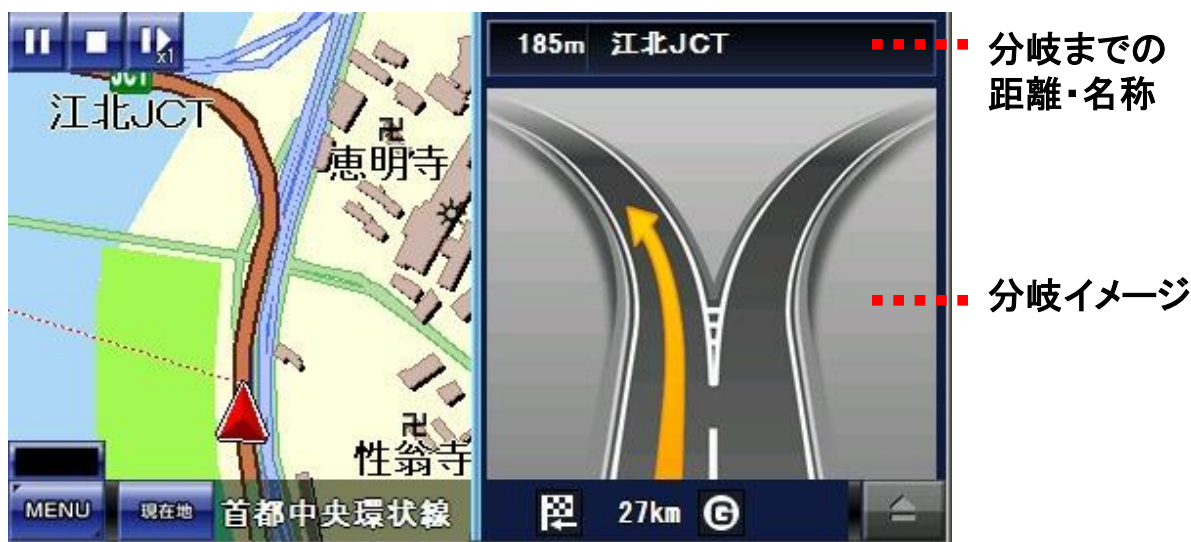 x1
JCT
江北JCT
恵明寺
性翁寺
MENU
現在地
首都中央環状線
185m 江北JCT
27km G
分岐までの
距離・名称
分岐イメージ